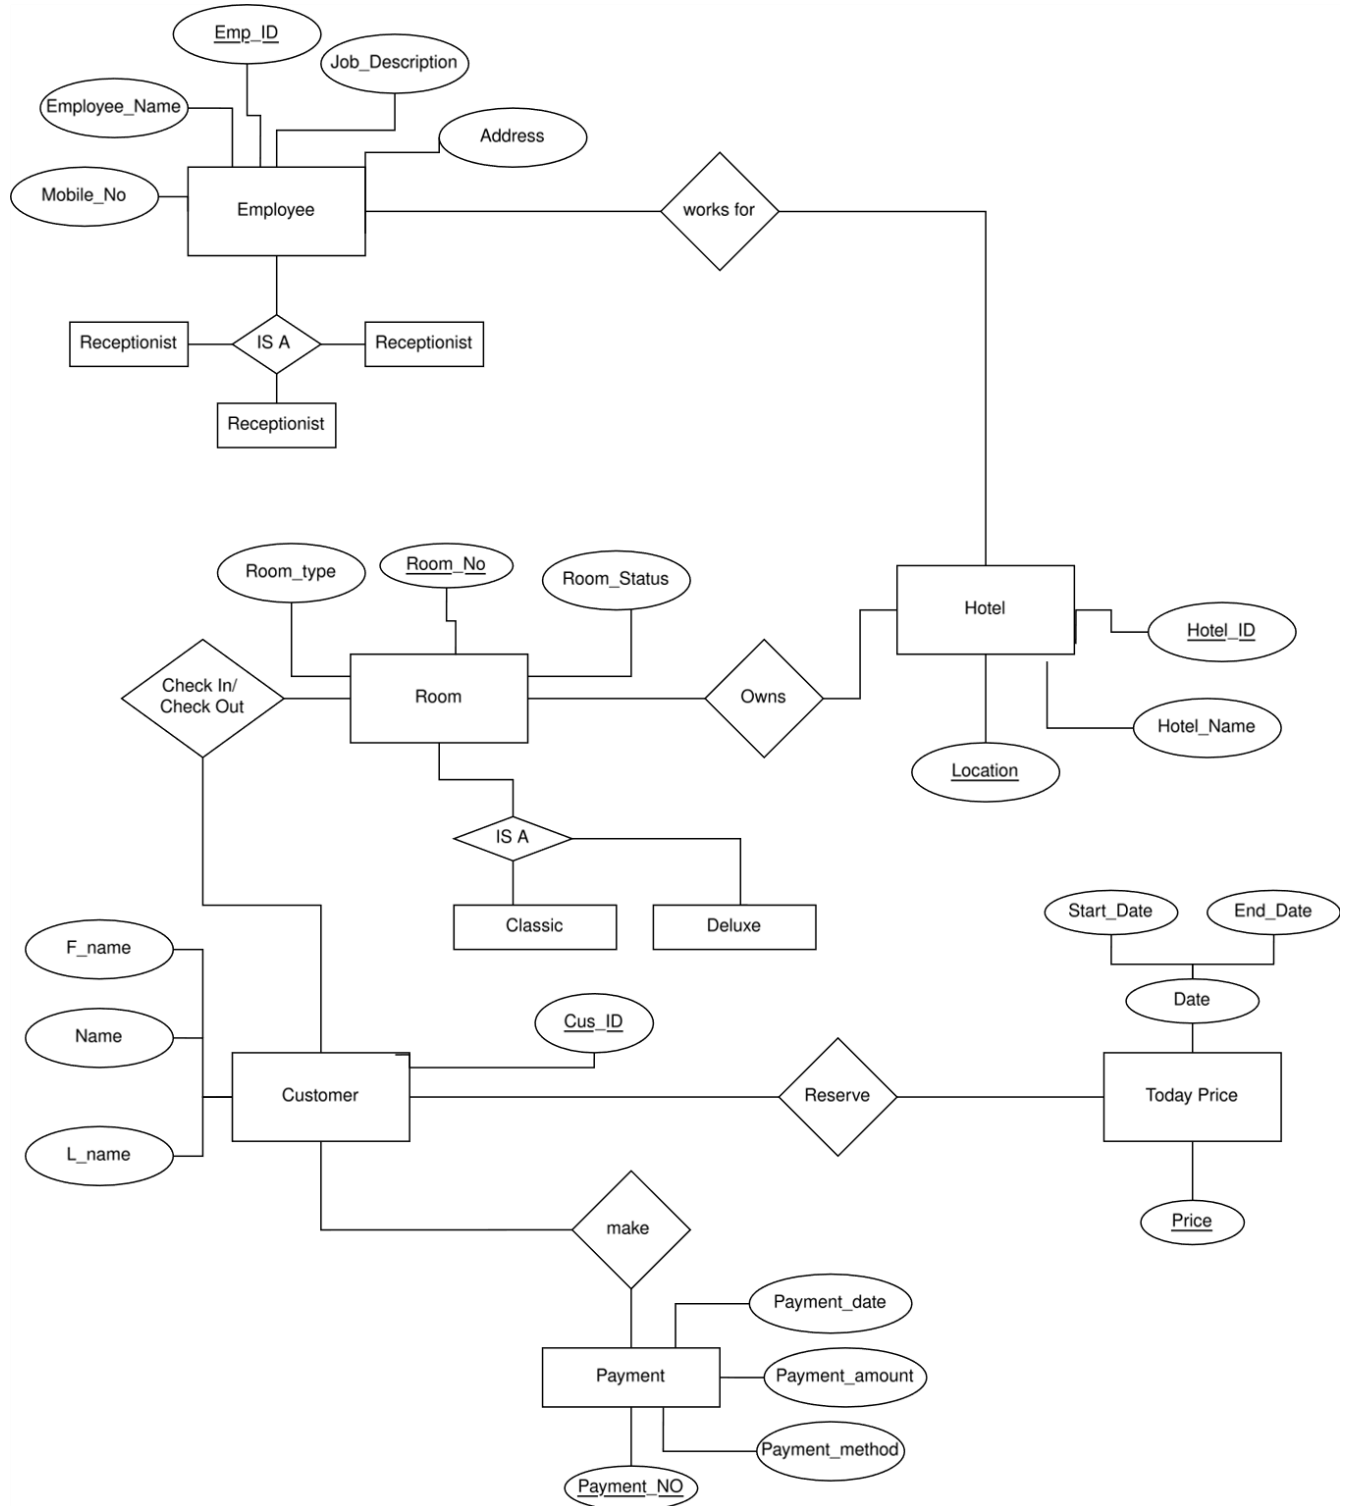 Emp_ID
Job_Description
Employee_Name
Address
Mobile_No
Employee
works for
Receptionist
IS A
Receptionist
Receptionist
Room_type
Room_No
Room_Status
Hotel
Hotel_ID
Check In/
Check Out
Room
Owns
Hotel_Name
Location
IS A
Classic
Deluxe
Start_Date
End_Date
F_name
Date
Name
Cus_ID
Customer
Reserve
Today Price
L_name
make
Price
Payment_date
Payment
Payment_amount
Payment_method
Payment_NO